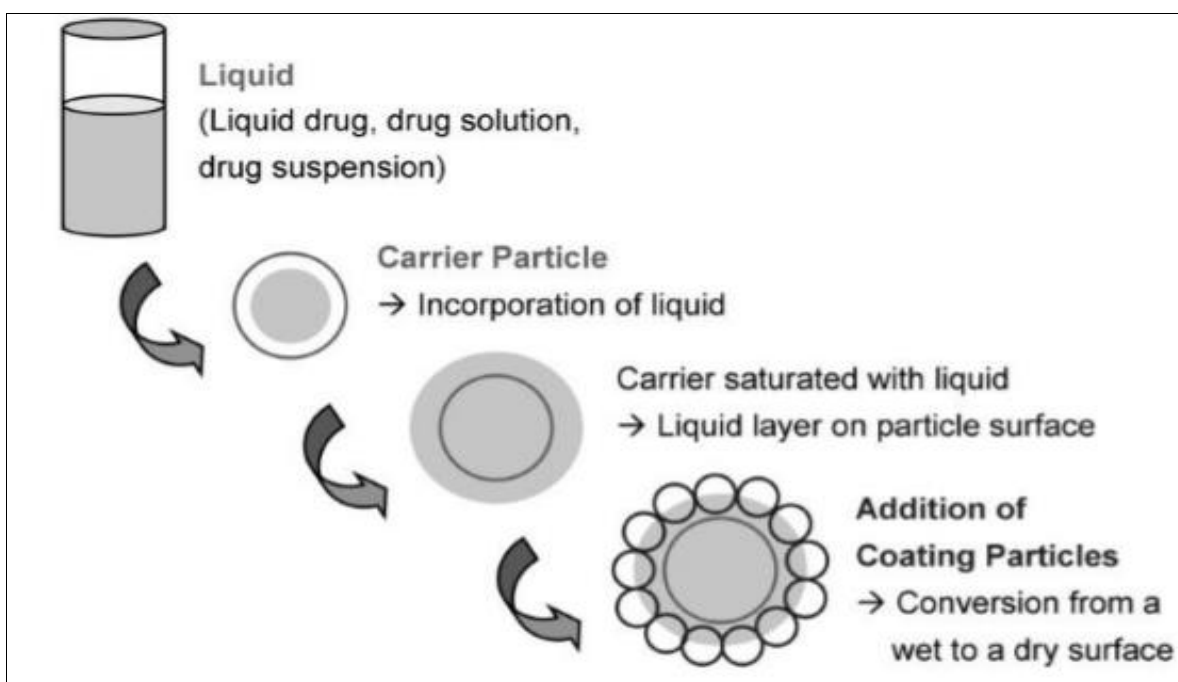 Liquid
(Liquid drug, drug solution,
drug suspension)
Carrier Particle
→ Incorporation of liquid
Carrier saturated with liquid
→ Liquid layer on particle surface
Addition of
Coating Particles
→ Conversion from a
wet to a dry surface